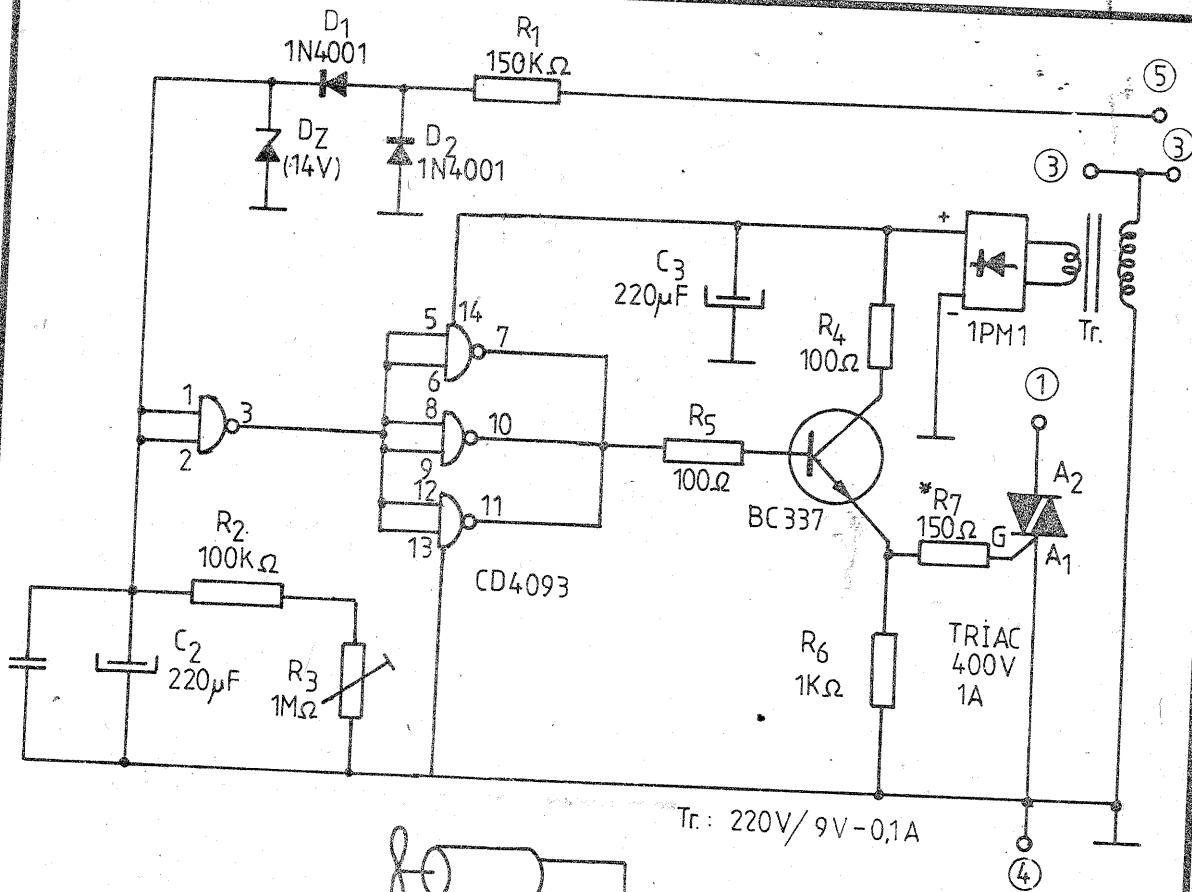 D1
1N4001
R1
150KΩ
5
DZ
(14V)
D2
1N4001
3
3
+
-
1PM1
Tr.
C3
220µF
R4
100Ω
1
5
6
14
7
1
2
3
8
9
10
12
13
11
R5
100Ω
BC337
*R7
150Ω
G
A2
A1
CD4093
R2
100KΩ
C2
220µF
R3
1MΩ
R6
1KΩ
TRİAC
400V
1A
Tr.: 220V/9V-0,1A
4